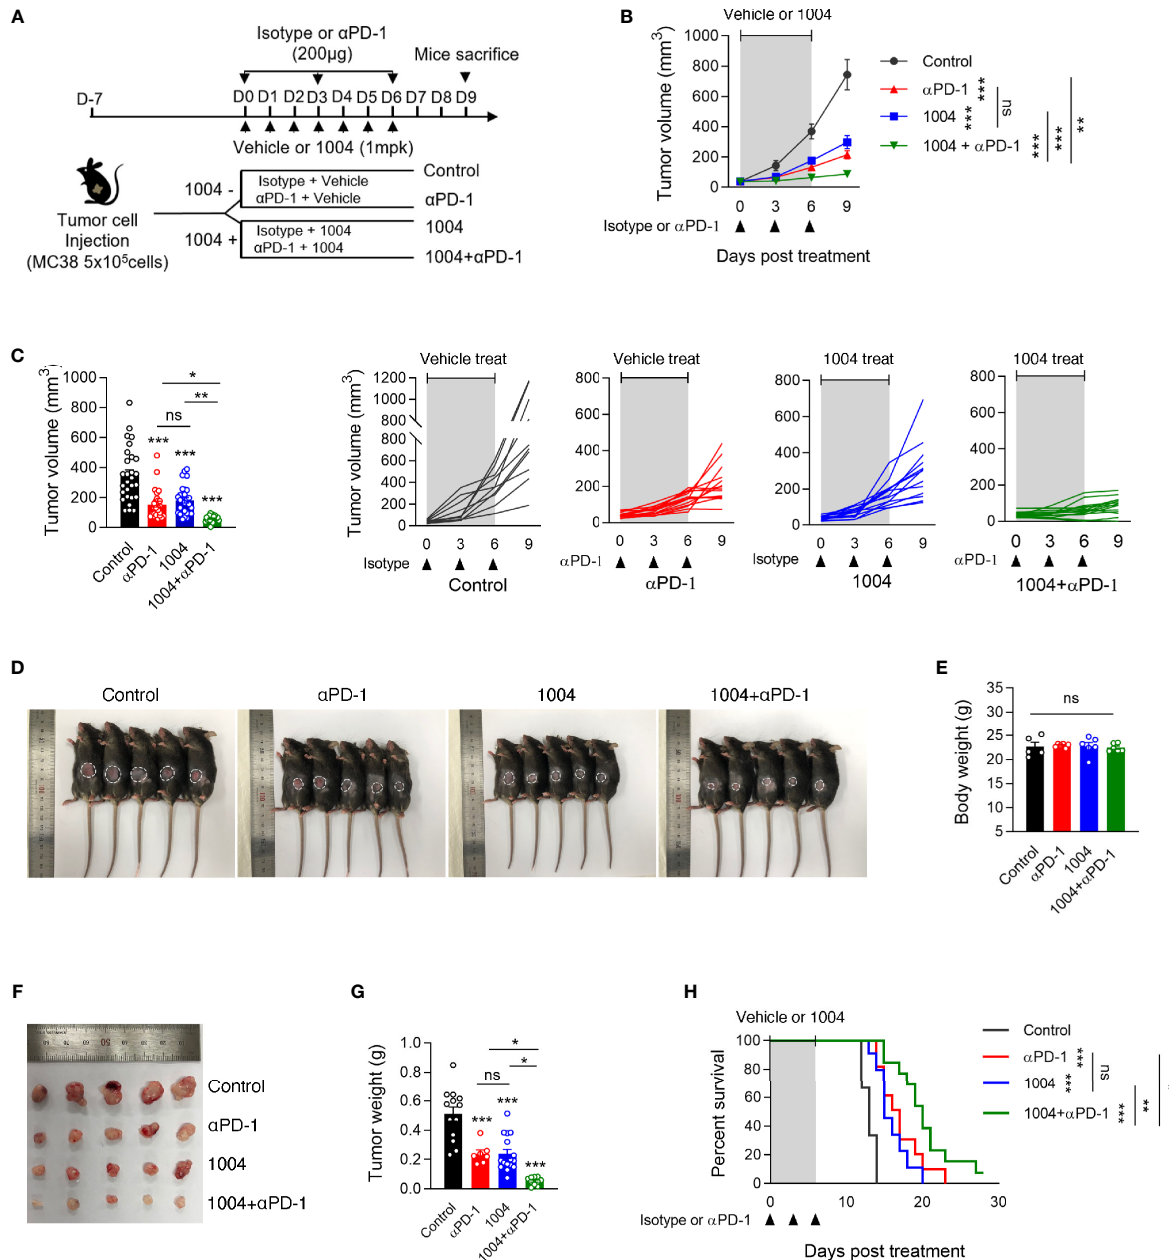 A
Isotype or αPD-1
(200µg)
Mice sacrifice
D-7
D0 D1 D2 D3 D4 D5 D6 D7 D8 D9
Vehicle or 1004 (1mpk)
Tumor cell
Injection
(MC38 5x10⁵cells)
1004 -
Isotype + Vehicle
αPD-1 + Vehicle
Control
αPD-1
1004 +
Isotype + 1004
αPD-1 + 1004
1004
1004+αPD-1
B
Vehicle or 1004
Tumor volume (mm³)
1000
800
600
400
200
0
0 3 6 9
Isotype or αPD-1
Days post treatment
Control
αPD-1
1004
1004 + αPD-1
***
***
ns
***
***
**
C
Tumor volume (mm³)
1000
800
600
400
200
0
*
**
ns
***
***
***
Control
αPD-1
1004
1004+αPD-1
Vehicle treat
Tumor volume (mm³)
1200
1000
800
800
600
400
200
0
0 3 6 9
Isotype
Control
Vehicle treat
800
600
400
200
0
0 3 6 9
αPD-1
αPD-1
1004 treat
800
600
400
200
0
0 3 6 9
Isotype
1004
1004 treat
800
600
400
200
0
0 3 6 9
αPD-1
1004+αPD-1
D
Control
αPD-1
1004
1004+αPD-1
E
Body weight (g)
35
30
25
20
15
10
5
ns
Control
αPD-1
1004
1004+αPD-1
F
Control
αPD-1
1004
1004+αPD-1
G
Tumor weight (g)
1.0
0.8
0.6
0.4
0.2
0.0
*
*
ns
***
***
***
Control
αPD-1
1004
1004+αPD-1
H
Vehicle or 1004
Percent survival
100
80
60
40
20
0
0 10 20 30
Isotype or αPD-1
Days post treatment
Control
αPD-1
1004
1004+αPD-1
***
***
ns
***
**